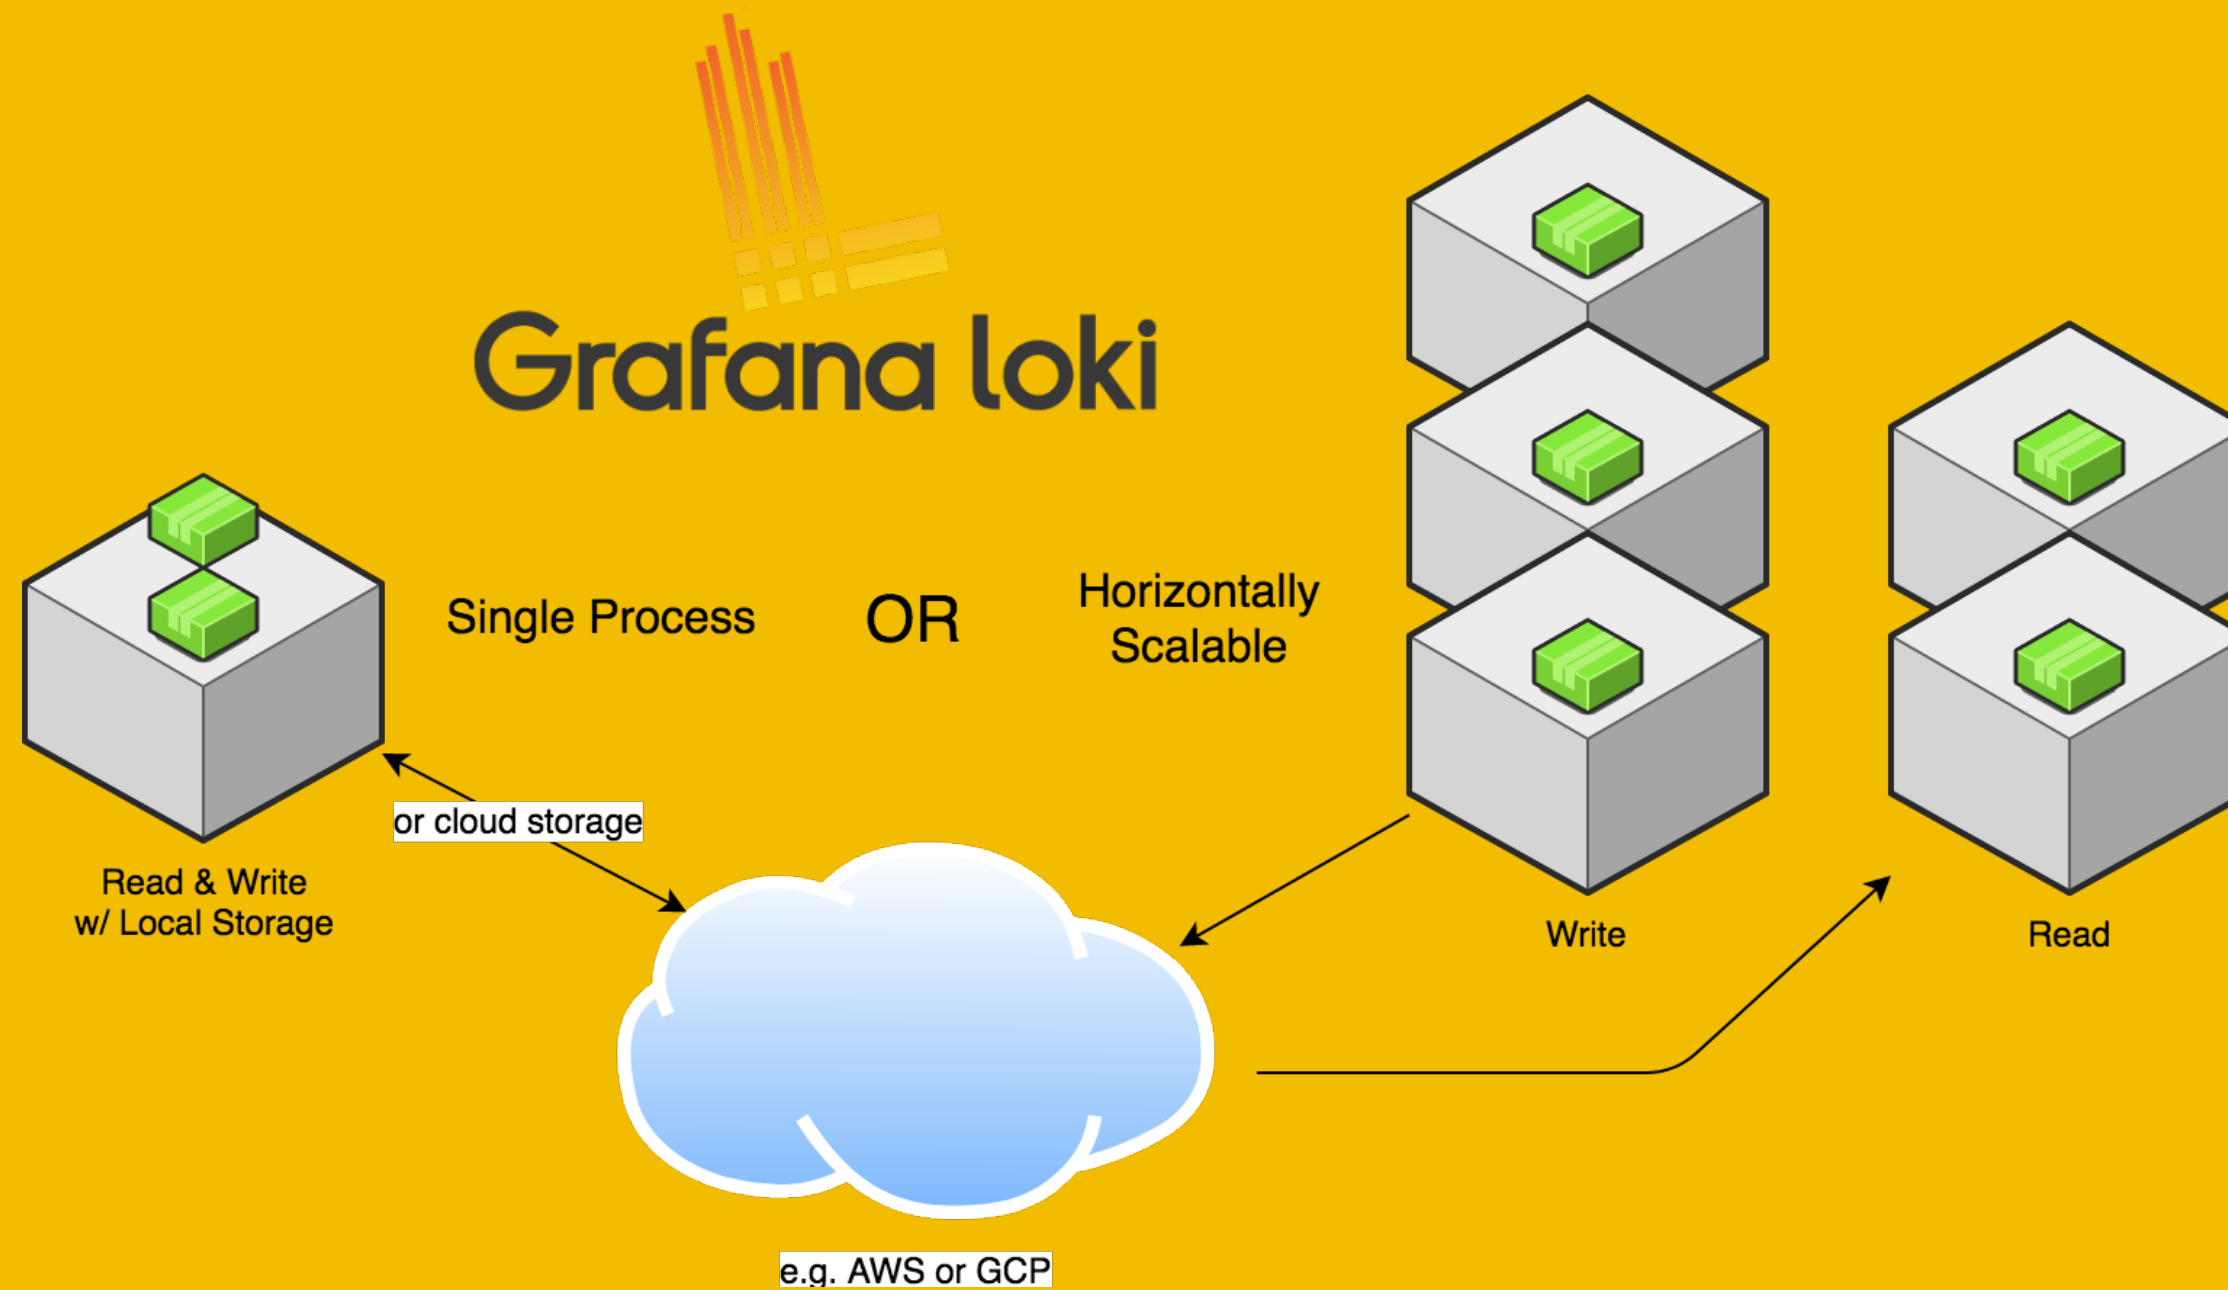 Grafana loki
Single Process
OR
Horizontally
Scalable
or cloud storage
Read & Write
w/ Local Storage
Write
Read
e.g. AWS or GCP